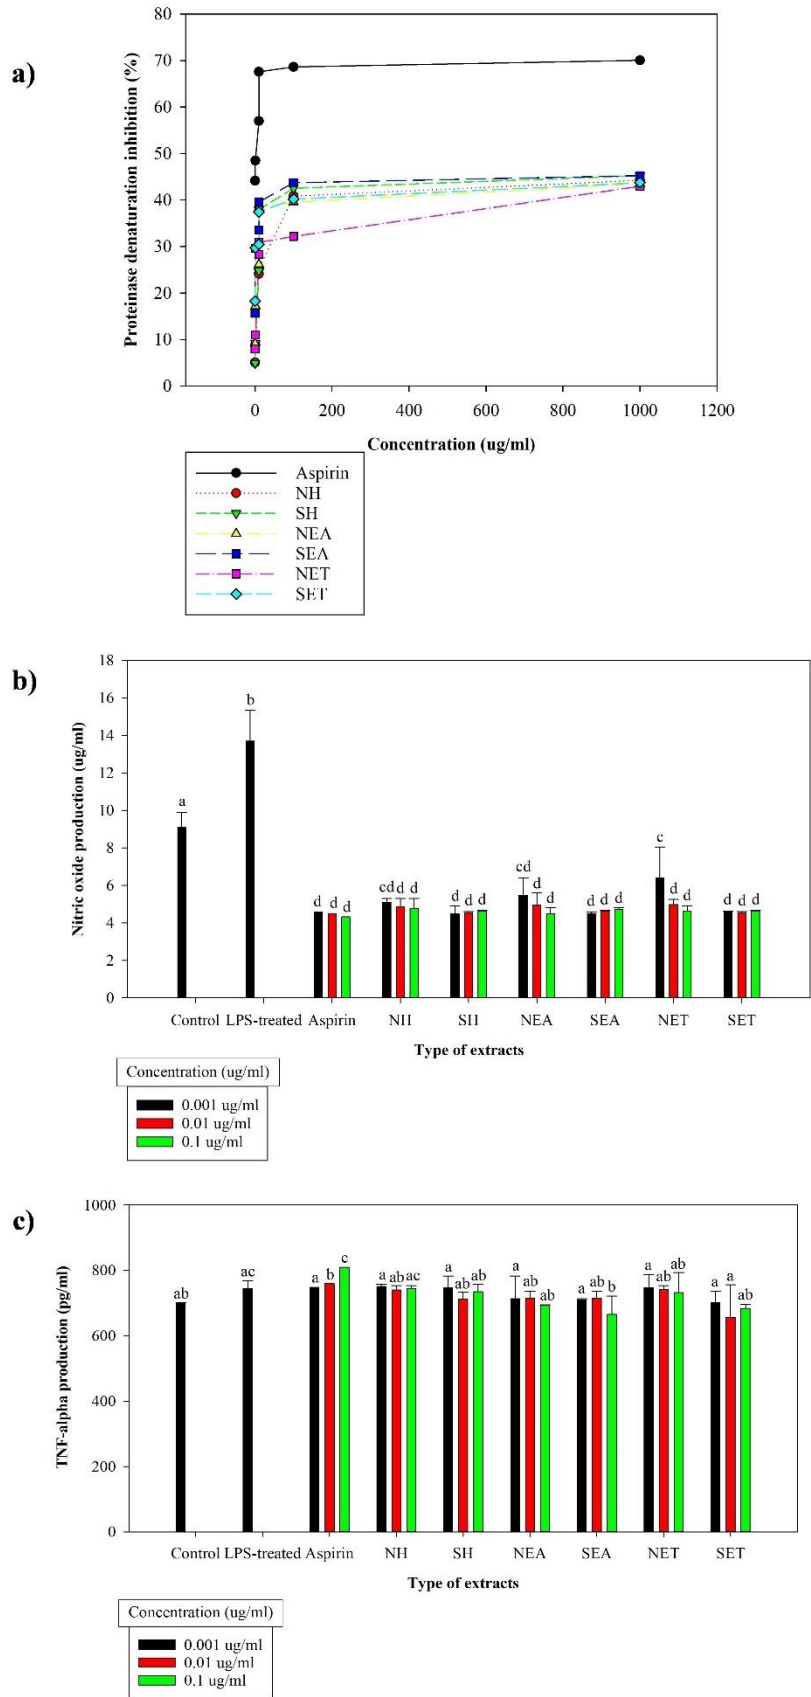 a)
Proteinase denaturation inhibition (%)
80
70
60
50
40
30
20
10
0
0 200 400 600 800 1000 1200
Concentration (ug/ml)
Aspirin
NH
SH
NEA
SEA
NET
SET
b)
Nitric oxide production (ug/ml)
18
16
14
12
10
8
6
4
2
0
a b d d d cd d d d d d cd d d d d d c d d d d d
Control LPS-treated Aspirin NH SH NEA SEA NET SET
Type of extracts
Concentration (ug/ml)
0.001 ug/ml
0.01 ug/ml
0.1 ug/ml
c)
TNF-alpha production (pg/ml)
1000
800
600
400
200
0
ab ac a b c a ab ac a ab ab a ab ab a ab b a ab ab a a ab
Control LPS-treated Aspirin NH SH NEA SEA NET SET
Type of extracts
Concentration (ug/ml)
0.001 ug/ml
0.01 ug/ml
0.1 ug/ml